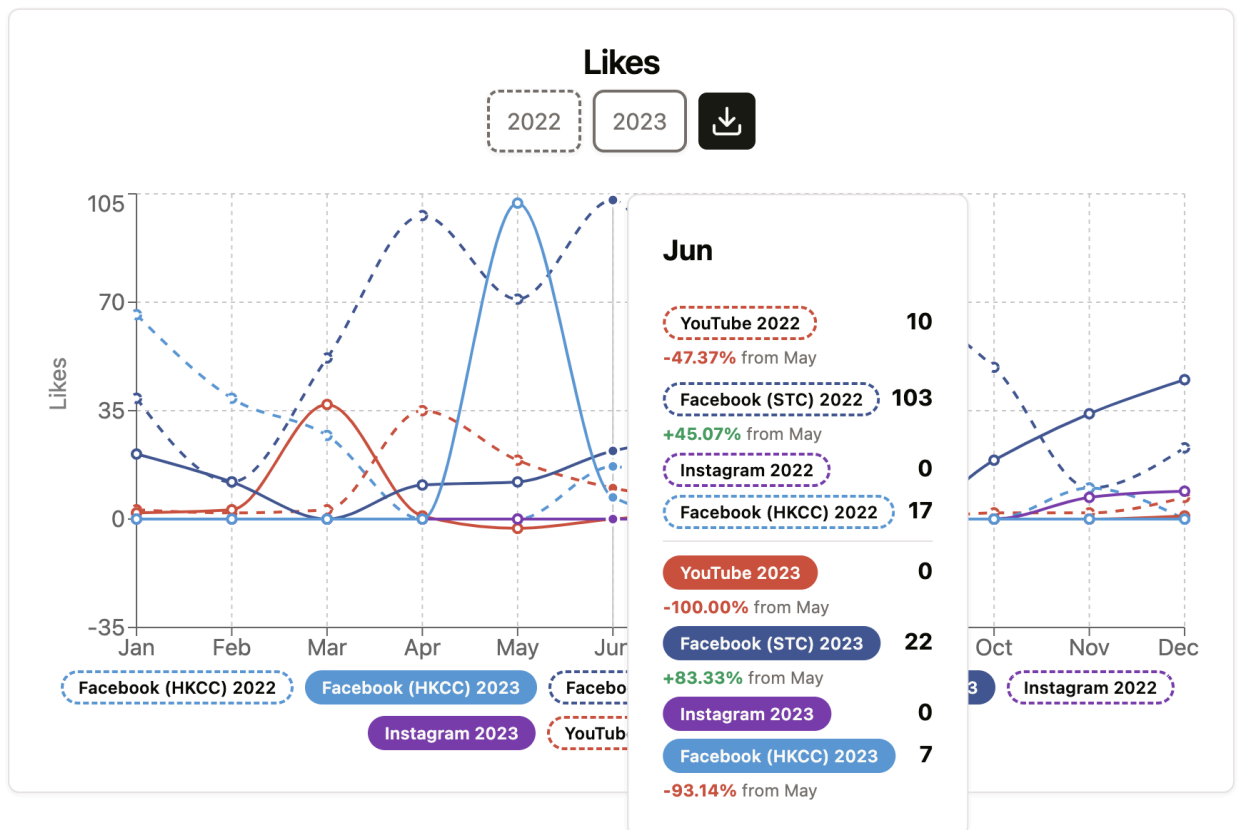 Likes
2022 2023
105
70
35
0
-35
Likes
Jan Feb Mar Apr May Jun Oct Nov Dec
Jun
YouTube 2022 10
-47.37% from May
Facebook (STC) 2022 103
+45.07% from May
Instagram 2022 0
Facebook (HKCC) 2022 17
YouTube 2023 0
-100.00% from May
Facebook (STC) 2023 22
+83.33% from May
Instagram 2023 0
Facebook (HKCC) 2023 7
-93.14% from May
Facebook (HKCC) 2022 Facebook (HKCC) 2023 Facebo 3 Instagram 2022
Instagram 2023 YouTub